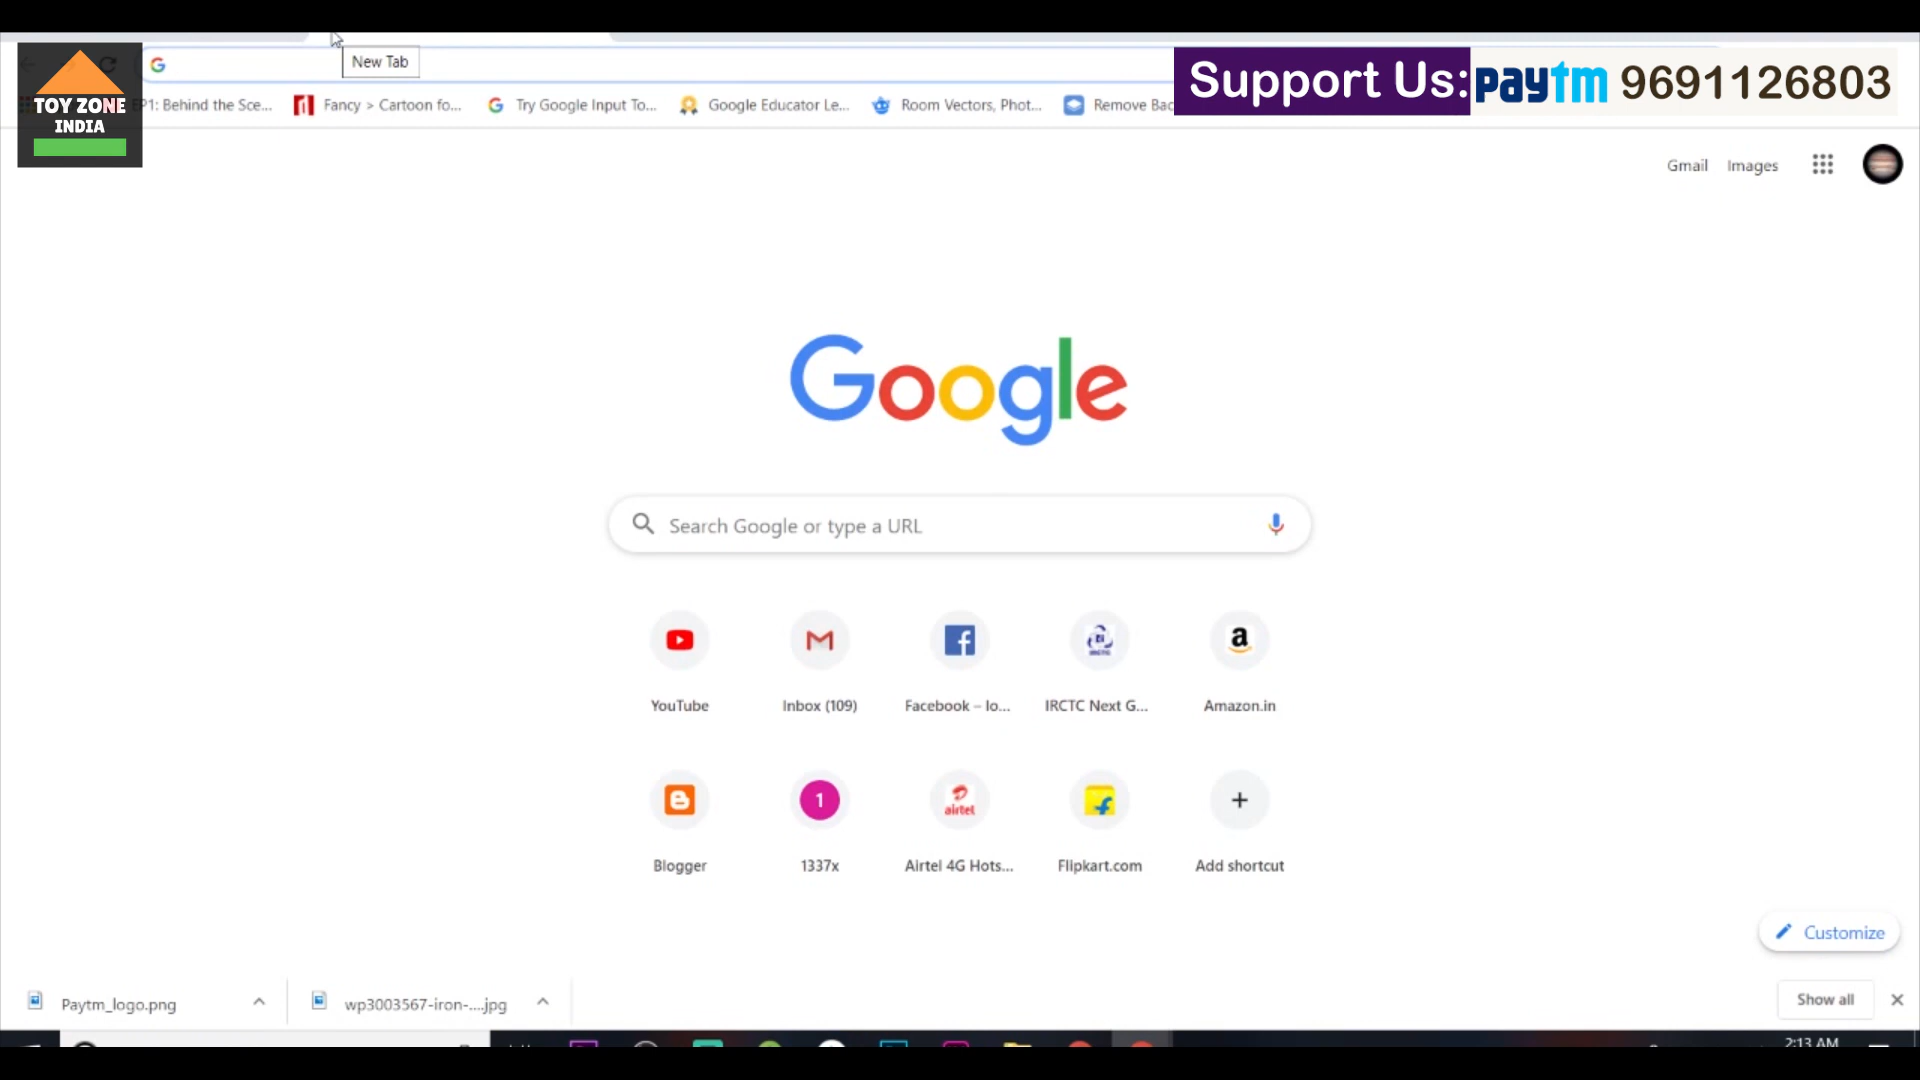 New Tab
Support Us: paytm 9691126803
TOY ZONE
INDIA
P1: Behind the Sce...
Fancy > Cartoon fo...
Try Google Input To...
Google Educator Le...
Room Vectors, Phot...
Remove Bac
Gmail
Images
Google
Search Google or type a URL
YouTube
Inbox (109)
Facebook – lo...
IRCTC Next G...
Amazon.in
Blogger
1
1337x
airtel
Airtel 4G Hots...
Flipkart.com
Add shortcut
Customize
Paytm_logo.png
wp3003567-iron-....jpg
Show all
2:13 AM